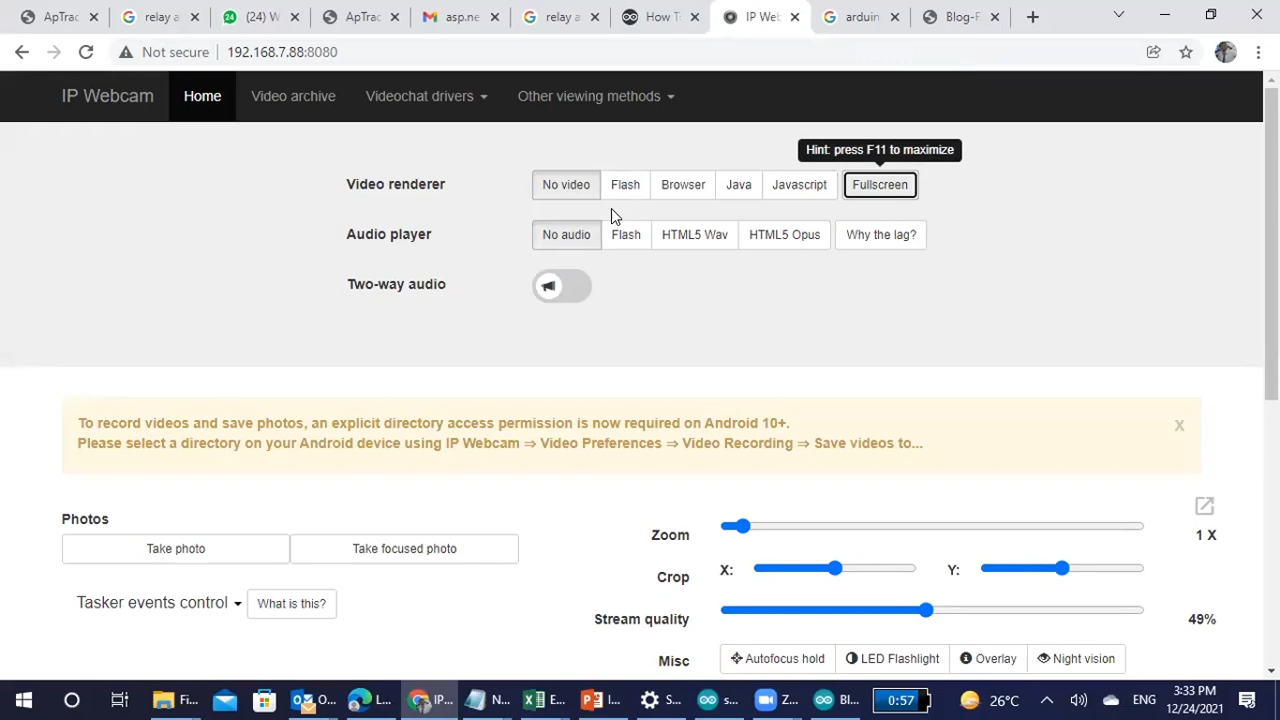 ApTrac
relay a
24
(24) W
ApTrac
asp.ne
relay a
How T
IP Web
arduin
Blog-F
Not secure
192.168.7.88:8080
IP Webcam
Home
Video archive
Videochat drivers
Other viewing methods
Hint: press F11 to maximize
Video renderer
No video
Flash
Browser
Java
Javascript
Fullscreen
Audio player
No audio
Flash
HTML5 Wav
HTML5 Opus
Why the lag?
Two-way audio
To record videos and save photos, an explicit directory access permission is now required on Android 10+.
Please select a directory on your Android device using IP Webcam ⇒ Video Preferences ⇒ Video Recording ⇒ Save videos to...
x
Photos
Take photo
Take focused photo
Tasker events control
What is this?
Zoom
1 X
Crop
X:
Y:
Stream quality
49%
Misc
Autofocus hold
LED Flashlight
Overlay
Night vision
Fi...
O...
L...
IP...
N...
E...
I...
S...
s...
Z...
Bl...
0:57
26°C
ENG
3:33 PM
12/24/2021